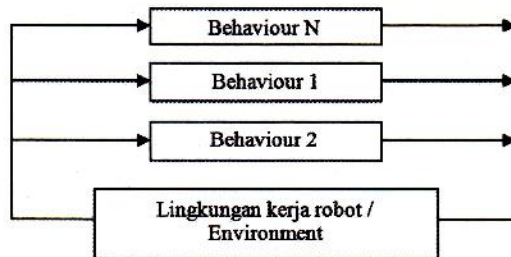 Behaviour N
Behaviour 1
Behaviour 2
Lingkungan kerja robot /
Environment